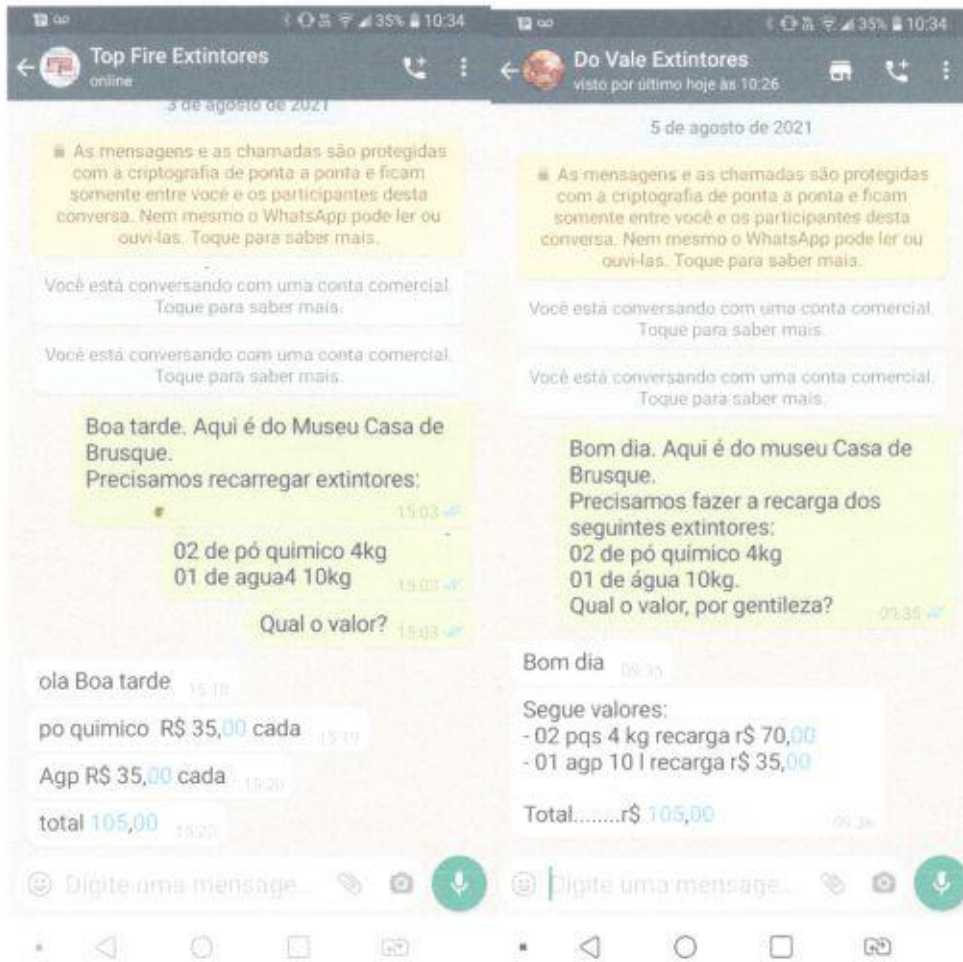 35% 10:34
Top Fire Extintores
online
3 de agosto de 2021
As mensagens e as chamadas são protegidas
com a criptografia de ponta a ponta e ficam
somente entre você e os participantes desta
conversa. Nem mesmo o WhatsApp pode ler ou
ouvi-las. Toque para saber mais.
Você está conversando com uma conta comercial.
Toque para saber mais.
Você está conversando com uma conta comercial.
Toque para saber mais.
Boa tarde. Aqui é do Museu Casa de
Brusque.
Precisamos recarregar extintores:
15:03
02 de pó quimico 4kg
01 de agua4 10kg
15:03
Qual o valor?
15:03
ola Boa tarde
po quimico R$ 35,00 cada
15:19
Agp R$ 35,00 cada
15:20
total 105,00
15:20
Digite uma mensage...
35% 10:34
Do Vale Extintores
visto por último hoje às 10:26
5 de agosto de 2021
As mensagens e as chamadas são protegidas
com a criptografia de ponta a ponta e ficam
somente entre você e os participantes desta
conversa. Nem mesmo o WhatsApp pode ler ou
ouvi-las. Toque para saber mais.
Você está conversando com uma conta comercial.
Toque para saber mais.
Você está conversando com uma conta comercial.
Toque para saber mais.
Bom dia. Aqui é do museu Casa de
Brusque.
Precisamos fazer a recarga dos
seguintes extintores:
02 de pó químico 4kg
01 de água 10kg.
Qual o valor, por gentileza?
09:35
Bom dia
Segue valores:
- 02 pqs 4 kg recarga r$ 70,00
- 01 agp 10 l recarga r$ 35,00
Total........r$ 105,00
09:36
Digite uma mensage...